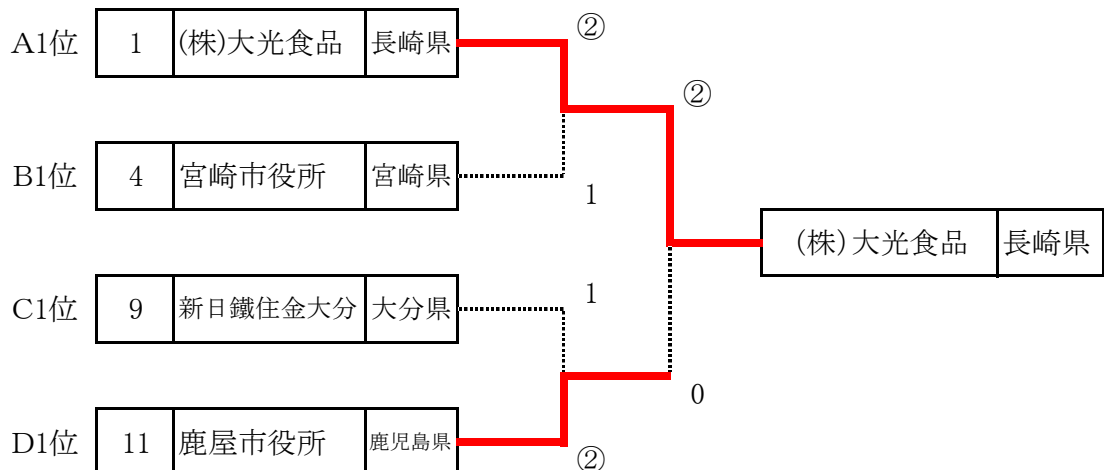 ②
A1位 1 (株)大光食品 長崎県
②
B1位 4 宮崎市役所 宮崎県
1
(株)大光食品 長崎県
1
C1位 9 新日鐵住金大分 大分県
0
D1位 11 鹿屋市役所 鹿児島県
②